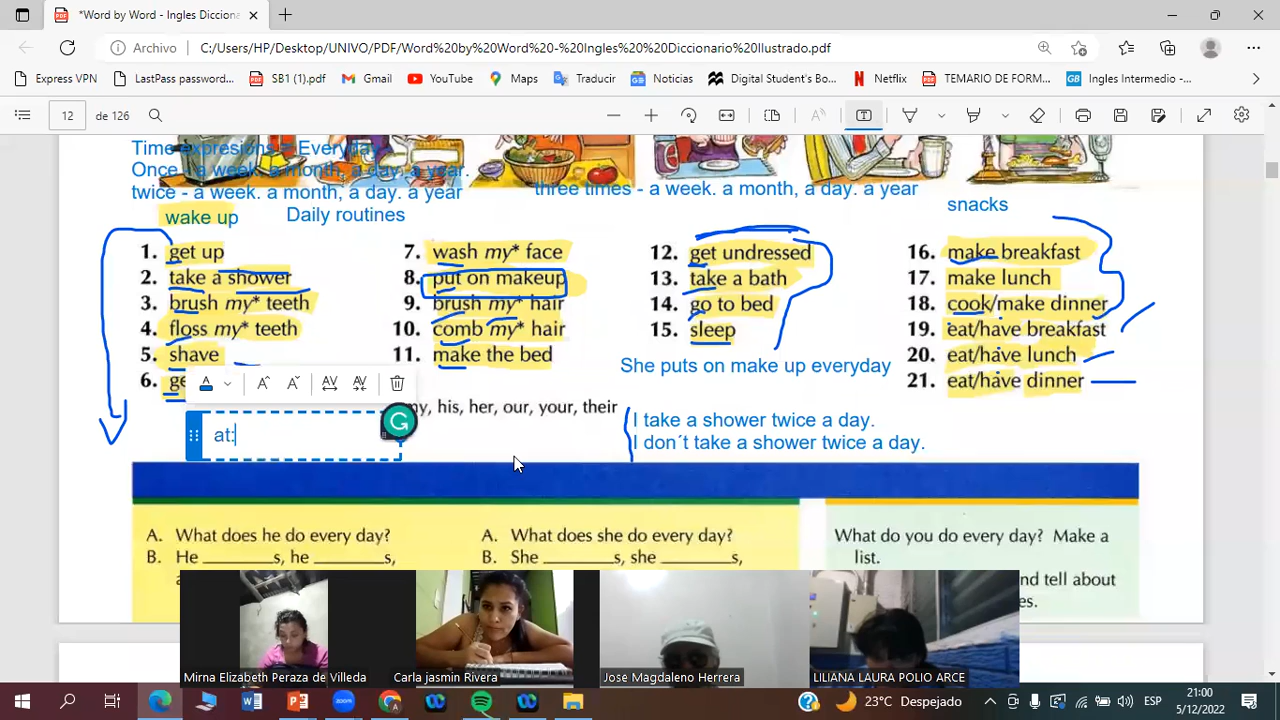 *Word by Word - Ingles Diccionar
Archivo C:/Users/HP/Desktop/UNIVO/PDF/Word%20by%20Word%20-%20Ingles%20%20Diccionario%20Ilustrado.pdf
Express VPN LastPass password... SB1 (1).pdf Gmail YouTube Maps Traducir Noticias Digital Student's Bo... Netflix TEMARIO DE FORM... Ingles Intermedio -...
12 de 126
Time expresions = Everyday
Once - a week. a month, a day. a year.
twice - a week. a month, a day. a year
three times - a week. a month, a day. a year
snacks
wake up Daily routines
1. get up
2. take a shower
3. brush my* teeth
4. floss my* teeth
5. shave
6. ge
7. wash my* face
8. put on makeup
9. brush my* hair
10. comb my* hair
11. make the bed
12. get undressed
13. take a bath
14. go to bed
15. sleep
16. make breakfast
17. make lunch
18. cook/make dinner
19. eat/have breakfast
20. eat/have lunch
21. eat/have dinner
She puts on make up everyday
my, his, her, our, your, their
I take a shower twice a day.
I don´t take a shower twice a day.
at:
A. What does he do every day?
B. He ______s, he ______s,
A. What does she do every day?
B. She ______s, she ______s,
What do you do every day? Make a
list.
nd tell about
es.
Mirna Elizabeth Peraza de Villeda
Carla jasmin Rivera
Jose Magdaleno Herrera
LILIANA LAURA POLIO ARCE
23°C Despejado
ESP
21:00
5/12/2022